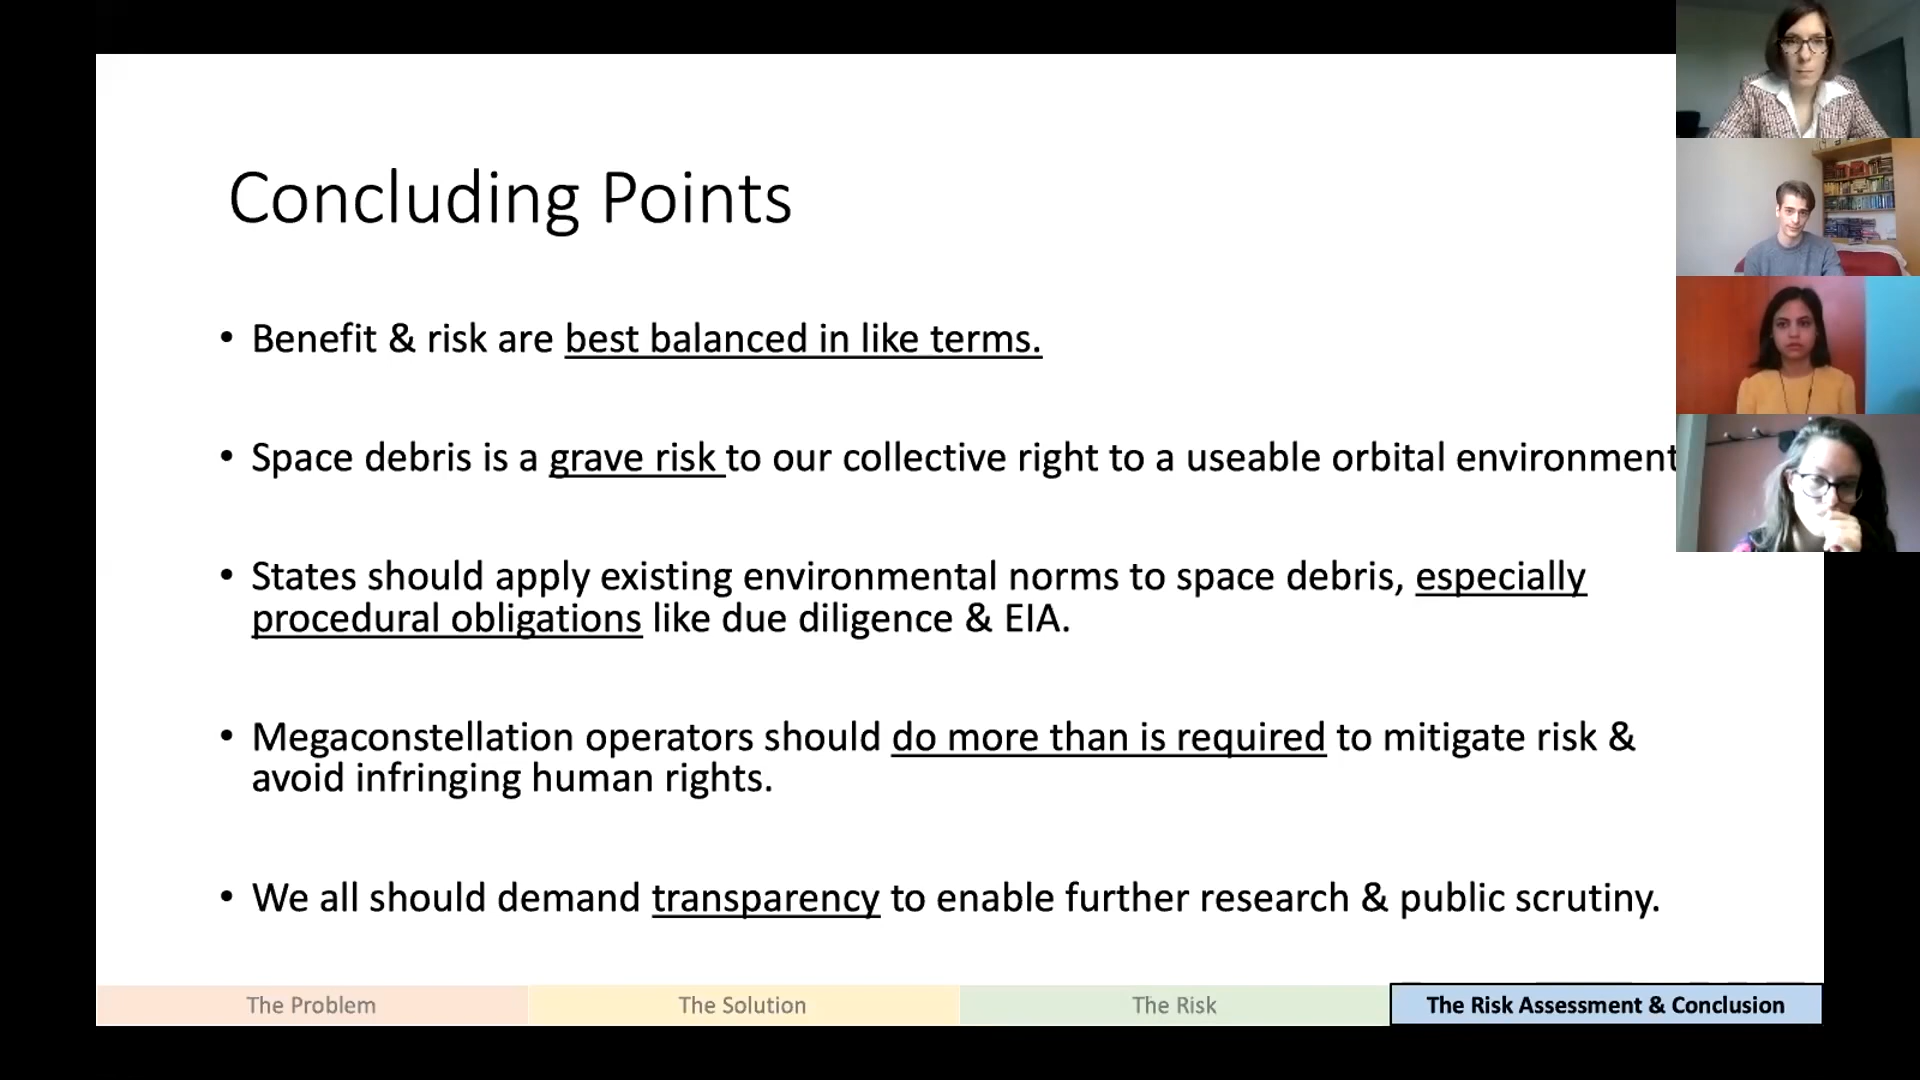 Concluding Points
• Benefit & risk are best balanced in like terms.
• Space debris is a grave risk to our collective right to a useable orbital environment
• States should apply existing environmental norms to space debris, especially
procedural obligations like due diligence & EIA.
• Megaconstellation operators should do more than is required to mitigate risk &
avoid infringing human rights.
• We all should demand transparency to enable further research & public scrutiny.
The Problem
The Solution
The Risk
The Risk Assessment & Conclusion